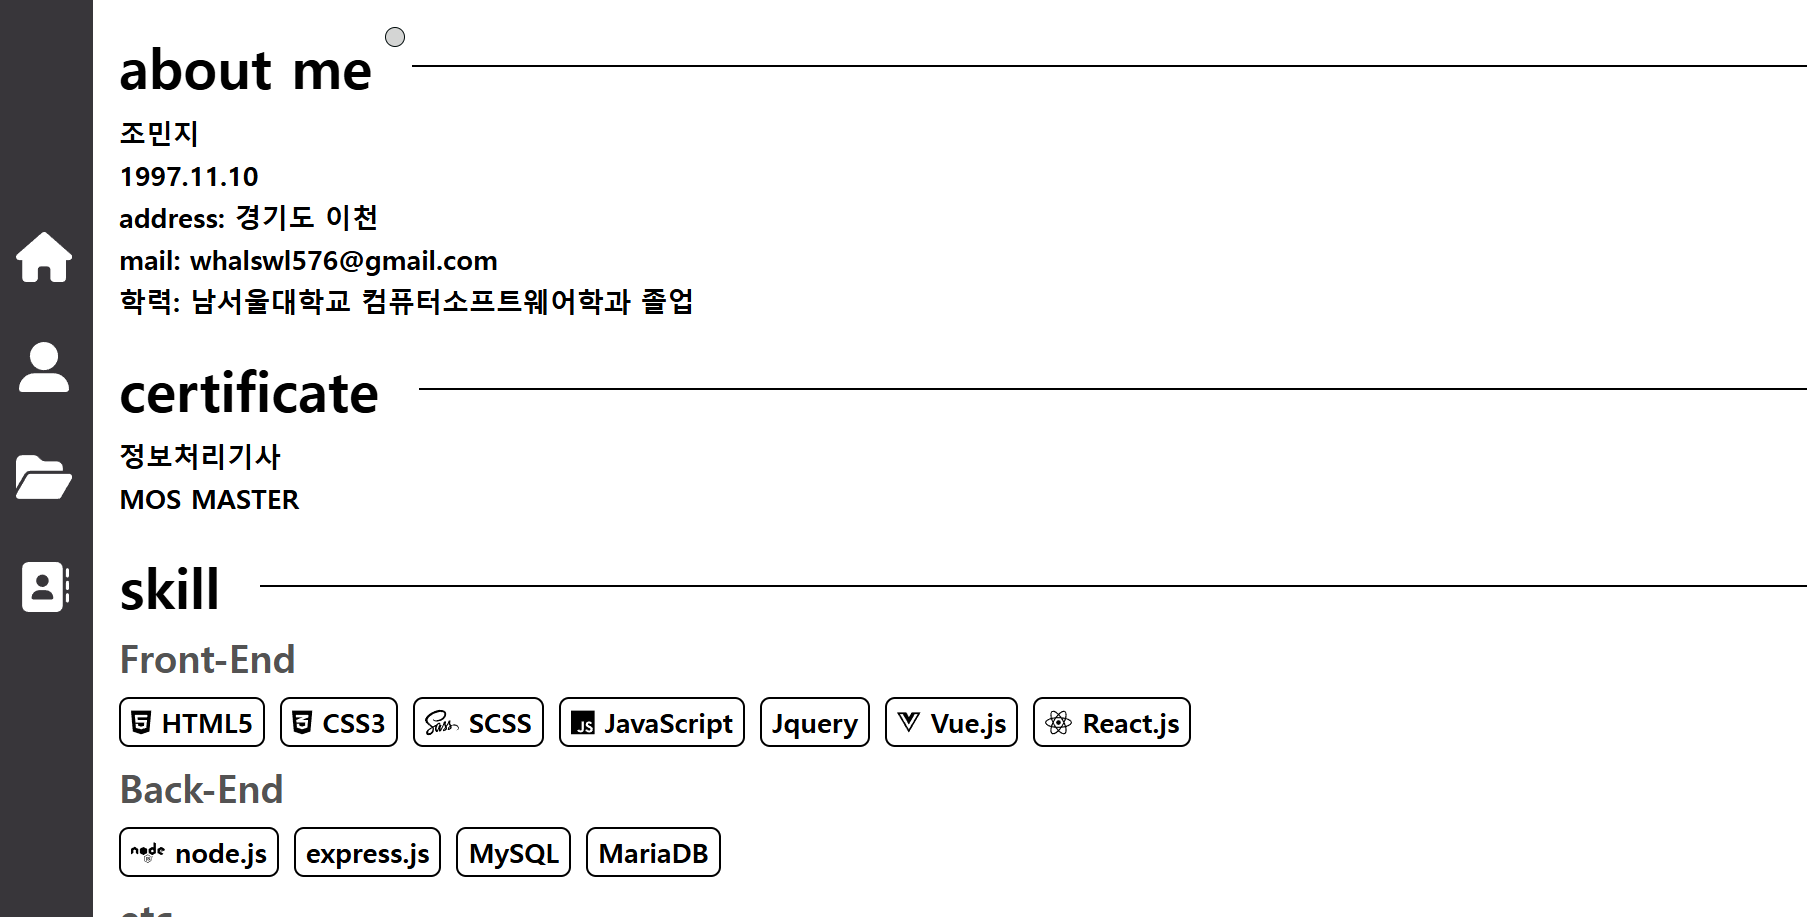 about me
조민지
1997.11.10
address: 경기도 이천
mail: whalswl576@gmail.com
학력: 남서울대학교 컴퓨터소프트웨어학과 졸업
certificate
정보처리기사
MOS MASTER
skill
Front-End
HTML5 CSS3 Sass SCSS JS JavaScript Jquery Vue.js React.js
Back-End
node node.js express.js MySQL MariaDB
etc